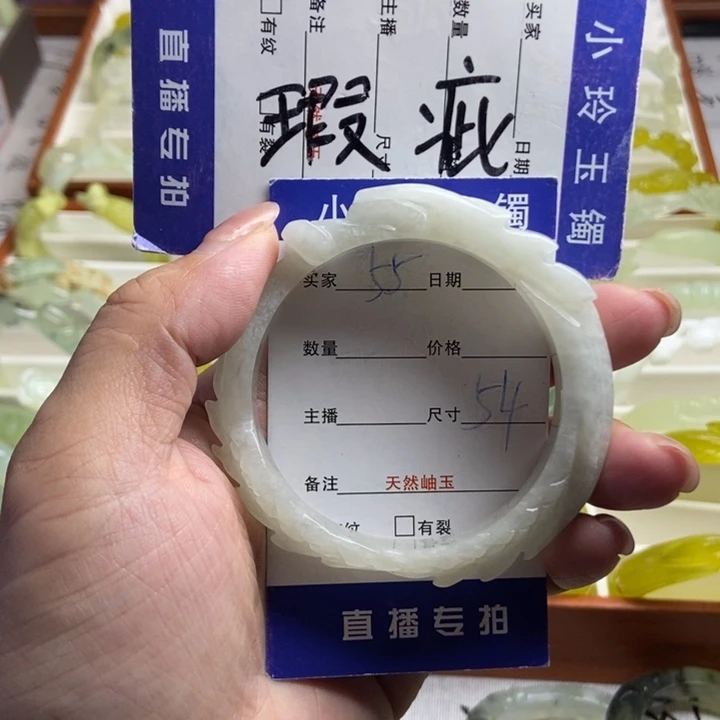 直播专拍
小玲玉镯
买家
日期
数量
主播
尺寸
备注
有纹
有裂
瑕疵
小 镯
买家 55 日期
数量 价格
主播 尺寸 54
备注 天然岫玉
纹 有裂
直播专拍